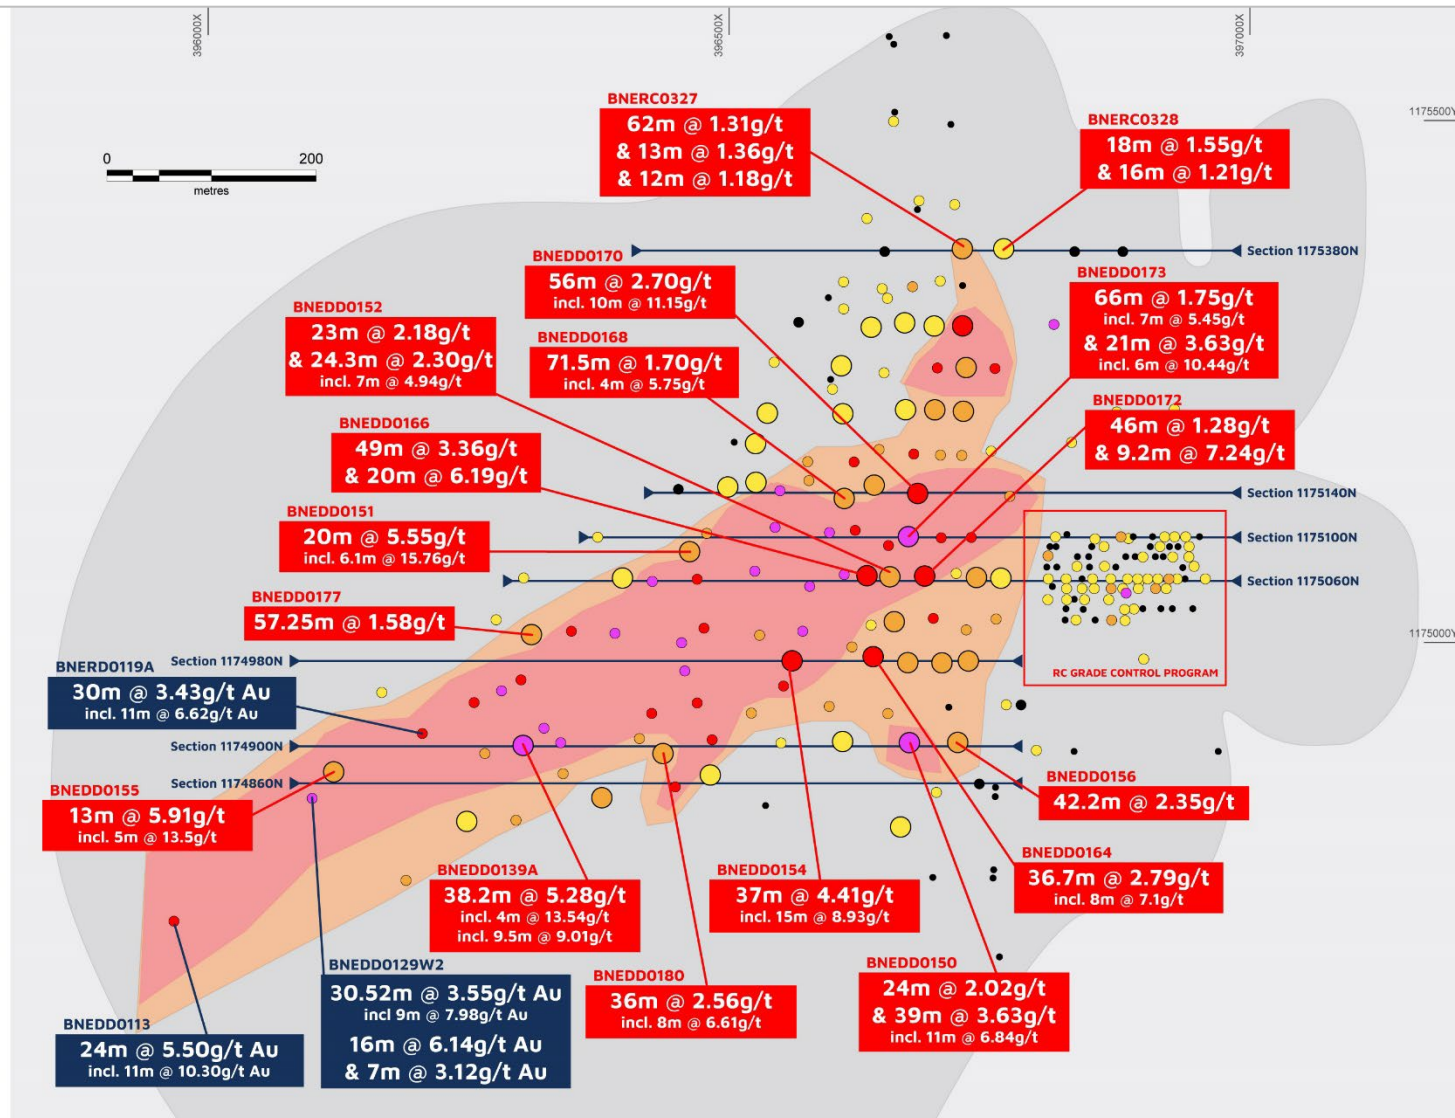 396000X
396500X
397000X
1175500Y
1175000Y
0 200
metres
BNERC0327
62m @ 1.31g/t
& 13m @ 1.36g/t
& 12m @ 1.18g/t
BNERC0328
18m @ 1.55g/t
& 16m @ 1.21g/t
Section 1175380N
BNEDD0170
56m @ 2.70g/t
incl. 10m @ 11.15g/t
BNEDD0173
66m @ 1.75g/t
incl. 7m @ 5.45g/t
& 21m @ 3.63g/t
incl. 6m @ 10.44g/t
BNEDD0152
23m @ 2.18g/t
& 24.3m @ 2.30g/t
incl. 7m @ 4.94g/t
BNEDD0168
71.5m @ 1.70g/t
incl. 4m @ 5.75g/t
BNEDD0172
46m @ 1.28g/t
& 9.2m @ 7.24g/t
BNEDD0166
49m @ 3.36g/t
& 20m @ 6.19g/t
Section 1175140N
BNEDD0151
20m @ 5.55g/t
incl. 6.1m @ 15.76g/t
Section 1175100N
Section 1175060N
BNEDD0177
57.25m @ 1.58g/t
RC GRADE CONTROL PROGRAM
Section 1174980N
BNERD0119A
30m @ 3.43g/t Au
incl. 11m @ 6.62g/t Au
Section 1174900N
Section 1174860N
BNEDD0155
13m @ 5.91g/t
incl. 5m @ 13.5g/t
BNEDD0156
42.2m @ 2.35g/t
BNEDD0139A
38.2m @ 5.28g/t
incl. 4m @ 13.54g/t
incl. 9.5m @ 9.01g/t
BNEDD0154
37m @ 4.41g/t
incl. 15m @ 8.93g/t
BNEDD0164
36.7m @ 2.79g/t
incl. 8m @ 7.1g/t
BNEDD0113
24m @ 5.50g/t Au
incl. 11m @ 10.30g/t Au
BNEDD0129W2
30.52m @ 3.55g/t Au
incl 9m @ 7.98g/t Au
16m @ 6.14g/t Au
& 7m @ 3.12g/t Au
BNEDD0180
36m @ 2.56g/t
incl. 8m @ 6.61g/t
BNEDD0150
24m @ 2.02g/t
& 39m @ 3.63g/t
incl. 11m @ 6.84g/t